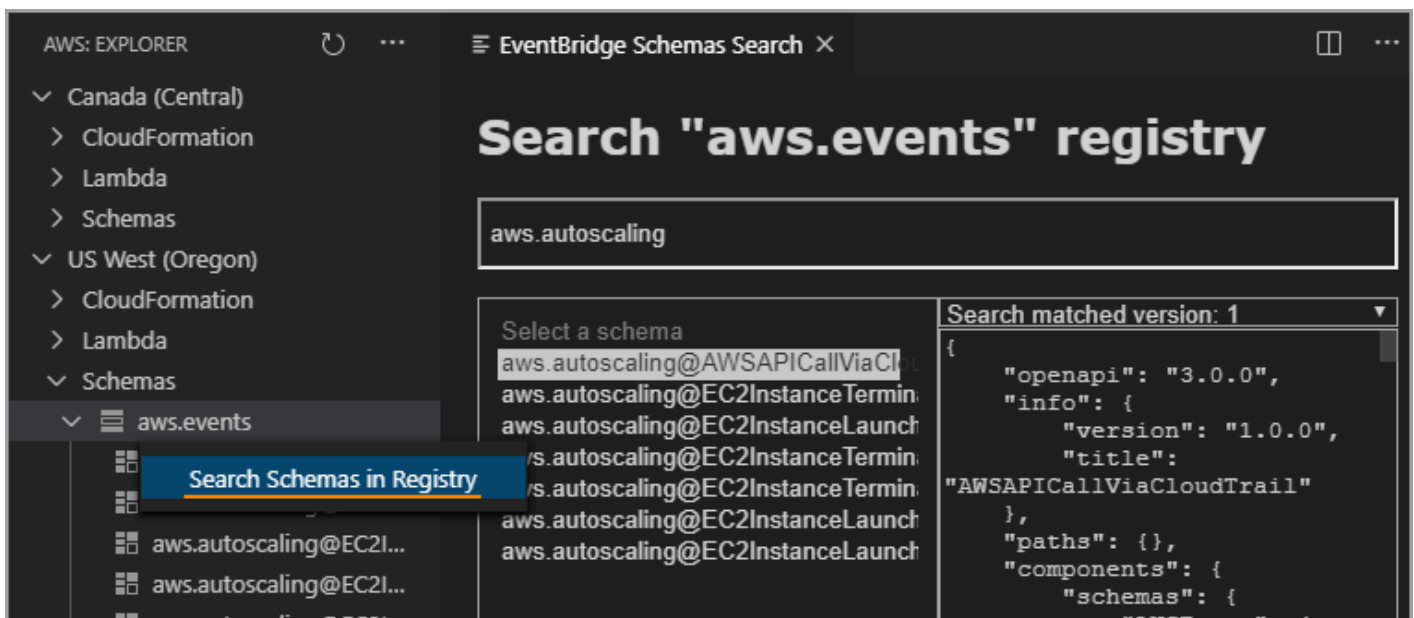 AWS: EXPLORER
Canada (Central)
CloudFormation
Lambda
Schemas
US West (Oregon)
CloudFormation
Lambda
Schemas
aws.events
Search Schemas in Registry
aws.autoscaling@EC2I...
aws.autoscaling@EC2I...
EventBridge Schemas Search
Search "aws.events" registry
aws.autoscaling
Select a schema
aws.autoscaling@AWSAPICallViaClou
aws.autoscaling@EC2InstanceTermin
aws.autoscaling@EC2InstanceLaunch
s.autoscaling@EC2InstanceTermin
s.autoscaling@EC2InstanceTermin
aws.autoscaling@EC2InstanceLaunch
aws.autoscaling@EC2InstanceLaunch
Search matched version: 1
{
"openapi": "3.0.0",
"info": {
"version": "1.0.0",
"title":
"AWSAPICallViaCloudTrail"
},
"paths": {},
"components": {
"schemas": {